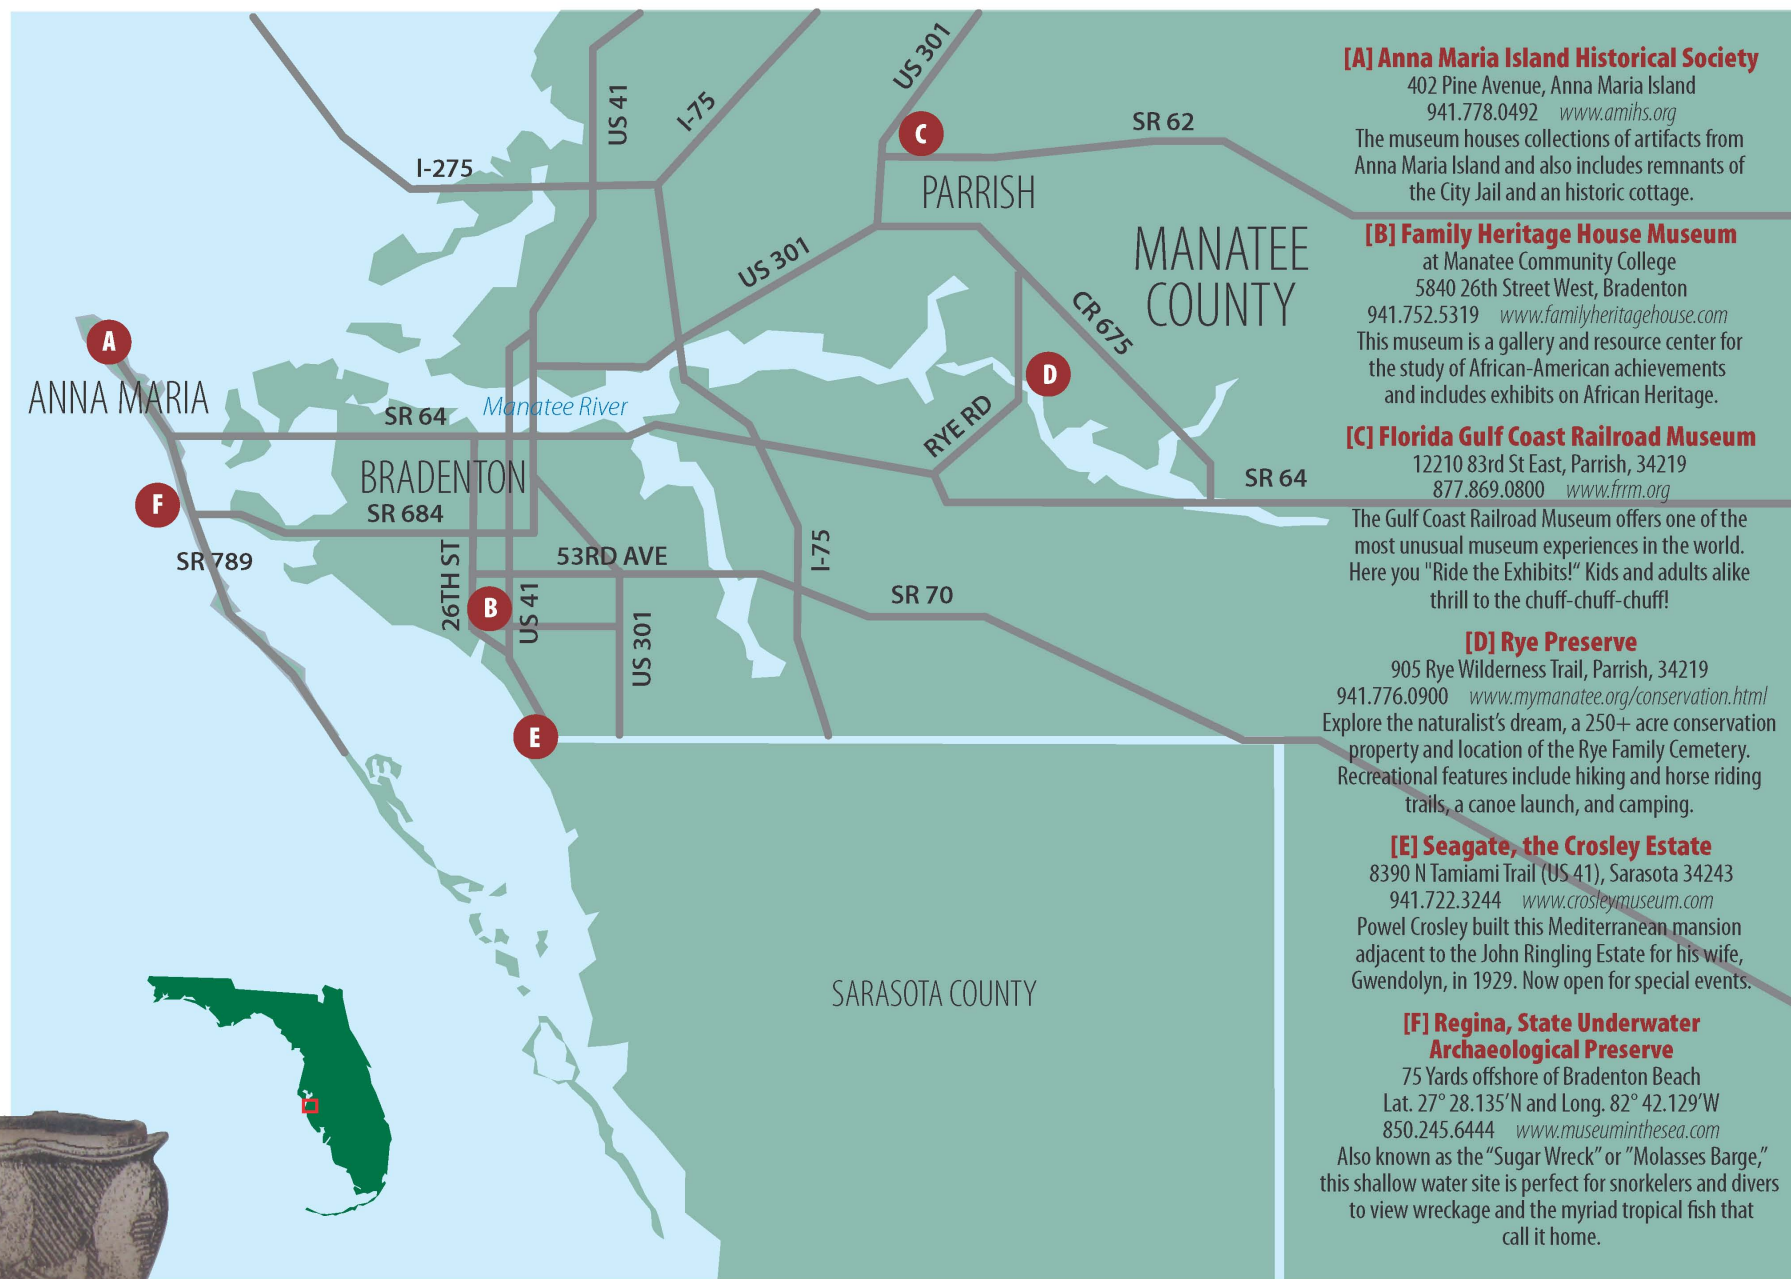 US 41
I-75
US 301
C
SR 62
I-275
PARRISH
MANATEE
COUNTY
US 301
CR 675
A
ANNA MARIA
D
SR 64
Manatee River
RYE RD
BRADENTON
SR 64
F
SR 684
SR 789
26TH ST
53RD AVE
I-75
B
US 41
SR 70
US 301
E
SARASOTA COUNTY
[A] Anna Maria Island Historical Society
402 Pine Avenue, Anna Maria Island
941.778.0492 www.amihs.org
The museum houses collections of artifacts from
Anna Maria Island and also includes remnants of
the City Jail and an historic cottage.
[B] Family Heritage House Museum
at Manatee Community College
5840 26th Street West, Bradenton
941.752.5319 www.familyheritagehouse.com
This museum is a gallery and resource center for
the study of African-American achievements
and includes exhibits on African Heritage.
[C] Florida Gulf Coast Railroad Museum
12210 83rd St East, Parrish, 34219
877.869.0800 www.frrm.org
The Gulf Coast Railroad Museum offers one of the
most unusual museum experiences in the world.
Here you "Ride the Exhibits!“ Kids and adults alike
thrill to the chuff-chuff-chuff!
[D] Rye Preserve
905 Rye Wilderness Trail, Parrish, 34219
941.776.0900 www.mymanatee.org/conservation.html
Explore the naturalist’s dream, a 250+ acre conservation
property and location of the Rye Family Cemetery.
Recreational features include hiking and horse riding
trails, a canoe launch, and camping.
[E] Seagate, the Crosley Estate
8390 N Tamiami Trail (US 41), Sarasota 34243
941.722.3244 www.crosleymuseum.com
Powel Crosley built this Mediterranean mansion
adjacent to the John Ringling Estate for his wife,
Gwendolyn, in 1929. Now open for special events.
[F] Regina, State Underwater
Archaeological Preserve
75 Yards offshore of Bradenton Beach
Lat. 27° 28.135’N and Long. 82° 42.129’W
850.245.6444 www.museuminthesea.com
Also known as the “Sugar Wreck” or ”Molasses Barge,”
this shallow water site is perfect for snorkelers and divers
to view wreckage and the myriad tropical fish that
call it home.